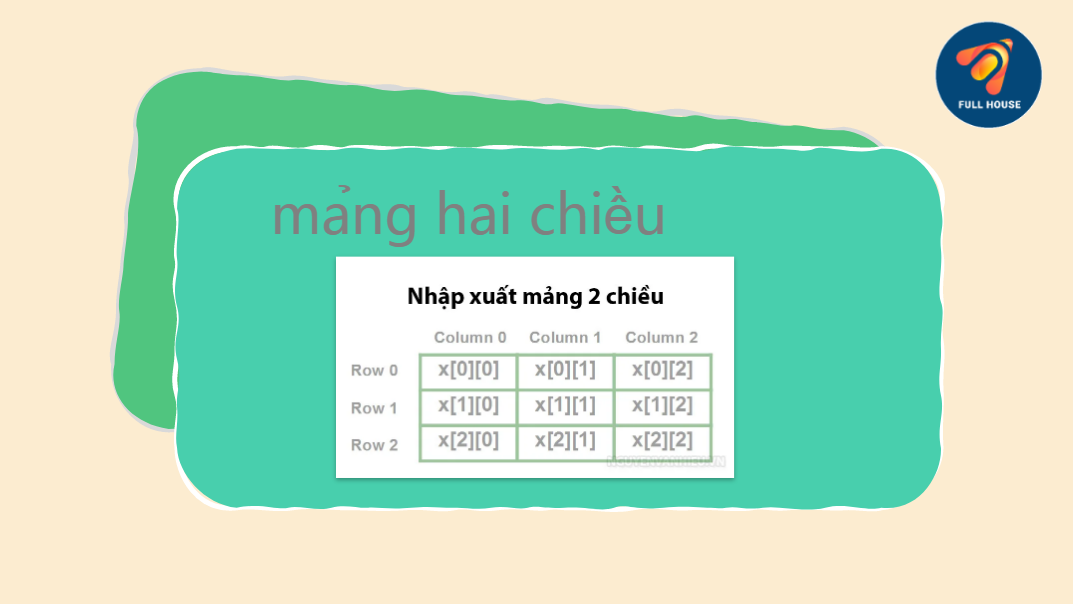 FULL HOUSE
mảng hai chiều
Nhập xuất mảng 2 chiều
Column 0 Column 1 Column 2
Row 0 x[0][0] x[0][1] x[0][2]
Row 1 x[1][0] x[1][1] x[1][2]
Row 2 x[2][0] x[2][1] x[2][2]
NGUYENVANHIEU.VN